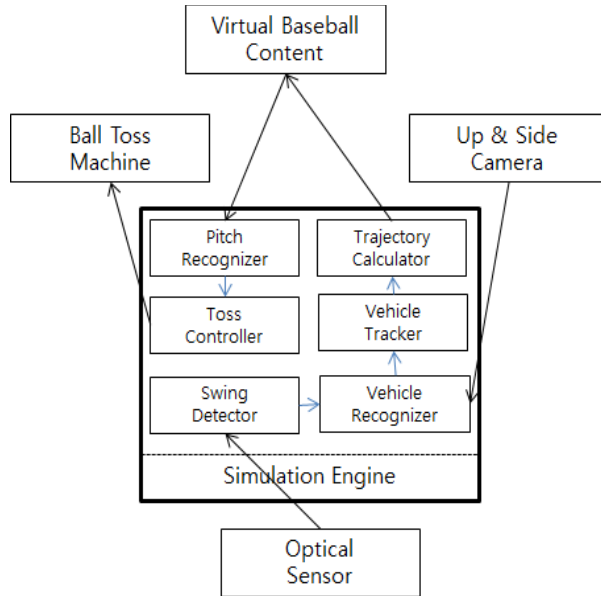 Virtual Baseball
Content
Ball Toss
Machine
Up & Side
Camera
Pitch
Recognizer
Trajectory
Calculator
Toss
Controller
Vehicle
Tracker
Swing
Detector
Vehicle
Recognizer
Simulation Engine
Optical
Sensor